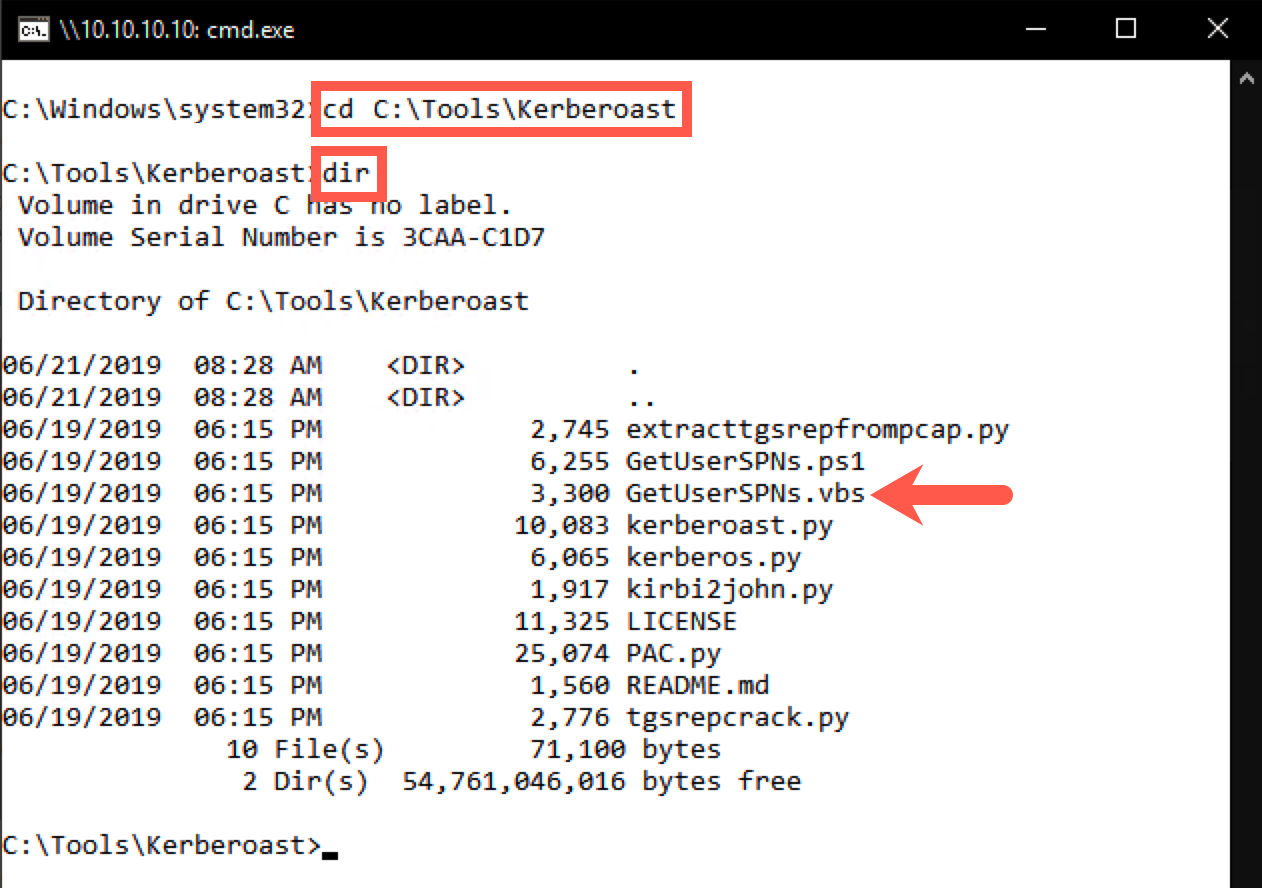 \\10.10.10.10: cmd.exe
C:\Windows\system32>cd C:\Tools\Kerberoast
C:\Tools\Kerberoast>dir
Volume in drive C has no label.
Volume Serial Number is 3CAA-C1D7
Directory of C:\Tools\Kerberoast
06/21/2019  08:28 AM    <DIR>          .
06/21/2019  08:28 AM    <DIR>          ..
06/19/2019  06:15 PM             2,745 extracttgsrepfrompcap.py
06/19/2019  06:15 PM             6,255 GetUserSPNs.ps1
06/19/2019  06:15 PM             3,300 GetUserSPNs.vbs
06/19/2019  06:15 PM            10,083 kerberoast.py
06/19/2019  06:15 PM             6,065 kerberos.py
06/19/2019  06:15 PM             1,917 kirbi2john.py
06/19/2019  06:15 PM            11,325 LICENSE
06/19/2019  06:15 PM            25,074 PAC.py
06/19/2019  06:15 PM             1,560 README.md
06/19/2019  06:15 PM             2,776 tgsrepcrack.py
10 File(s)         71,100 bytes
2 Dir(s)  54,761,046,016 bytes free
C:\Tools\Kerberoast>